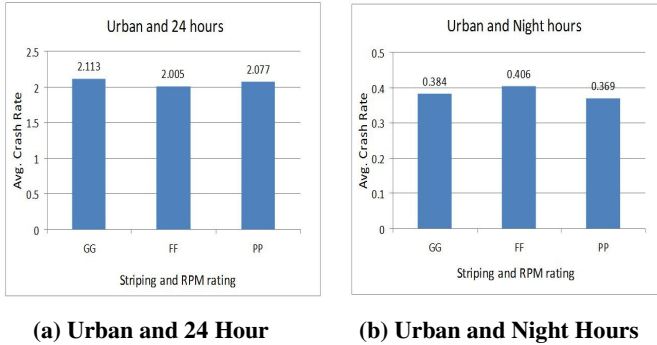 Urban and 24 hours
2.5
2
1.5
1
0.5
0
Avg. Crash Rate
2.113
2.005
2.077
GG
FF
PP
Striping and RPM rating
(a) Urban and 24 Hour
Urban and Night hours
0.5
0.4
0.3
0.2
0.1
0
Avg. Crash Rate
0.384
0.406
0.369
GG
FF
PP
Striping and RPM rating
(b) Urban and Night Hours